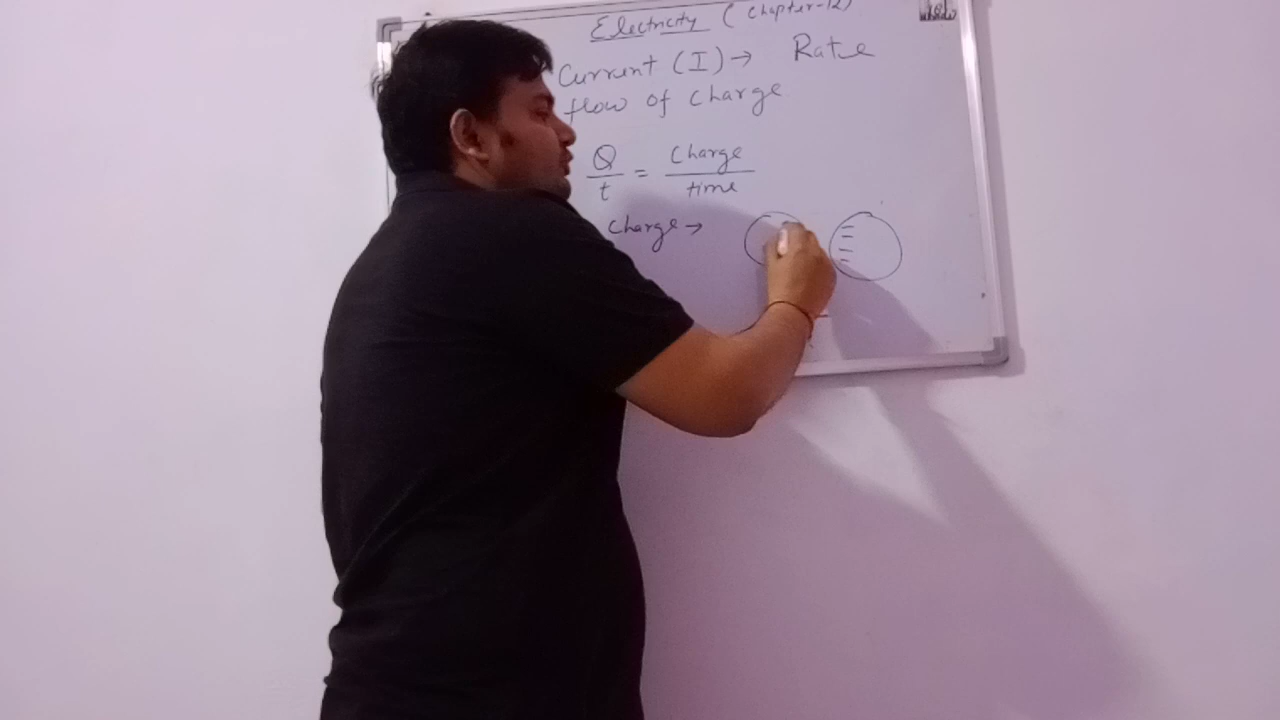 Electricity (Chapter-12)
Current (I) → Rate
flow of charge
Q/t = charge/time
Charge →